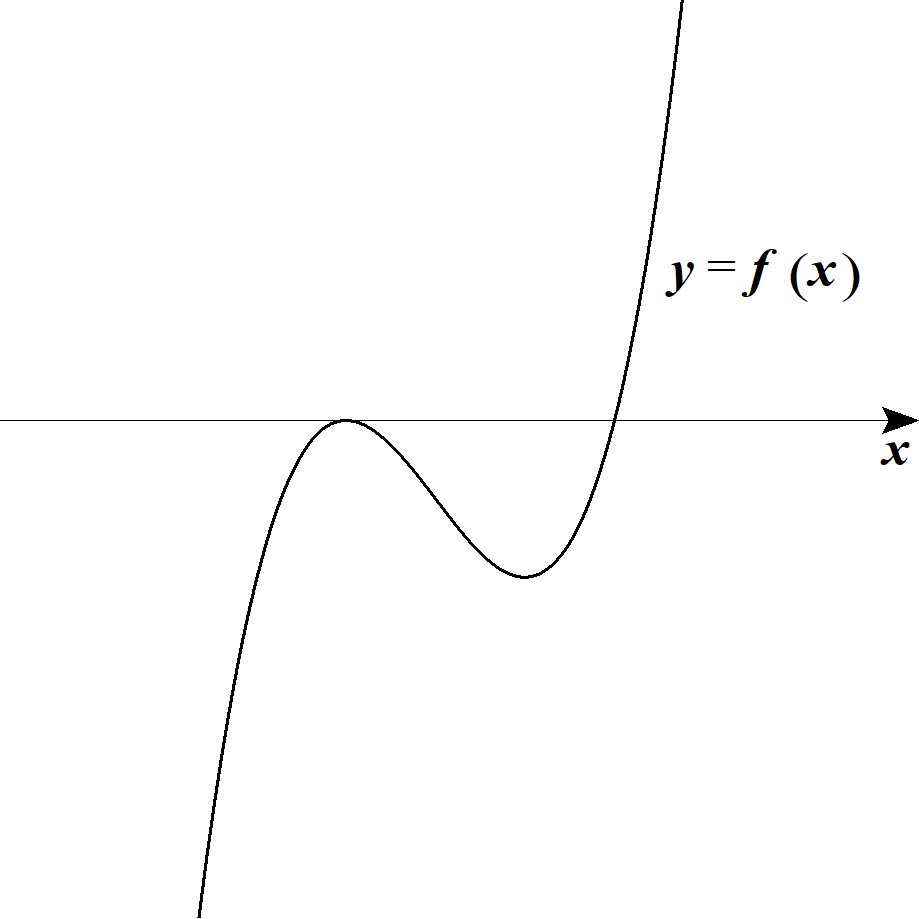 y = f (x)
x